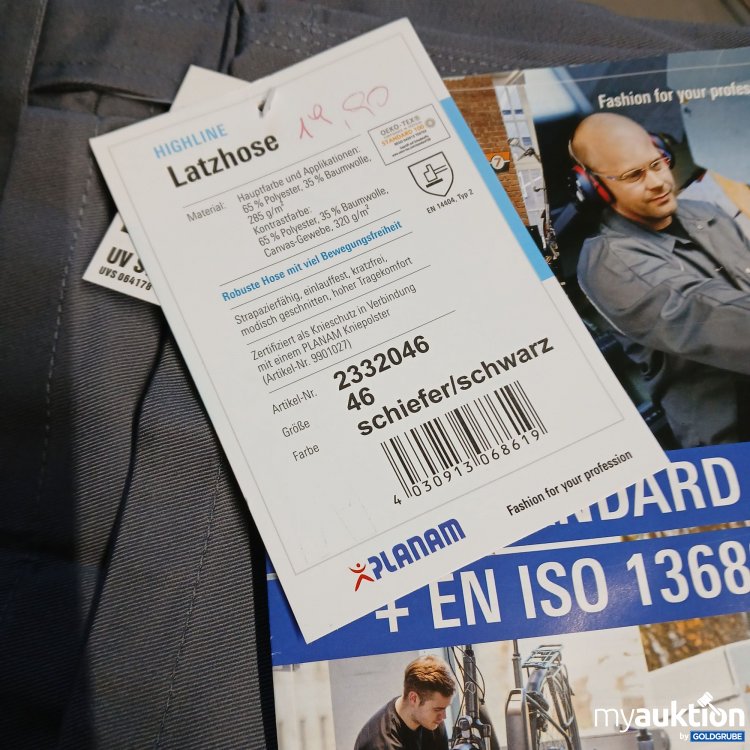 HIGHLINE
Latzhose
19,90
OEKO-TEX®
STANDARD 100
Material:
Hauptfarbe und Applikationen:
65 % Polyester, 35 % Baumwolle,
285 g/m²
Kontrastfarbe:
65 % Polyester, 35 % Baumwolle,
Canvas-Gewebe, 320 g/m²
EN 14404, Typ 2
Robuste Hose mit viel Bewegungsfreiheit
Strapazierfähig, einlauffest, kratzfrei,
modisch geschnitten, hoher Tragekomfort
Zertifiziert als Knieschutz in Verbindung
mit einem PLANAM Kniepolster
(Artikel-Nr. 9901027)
Artikel-Nr. 2332046
Größe 46
Farbe schiefer/schwarz
4 030913 068619
PLANAM
Fashion for your profession
UV S
UVS 064178
Fashion for your profes
7
NDARD
+ EN ISO 1368
myauktion
by GOLDGRUBE